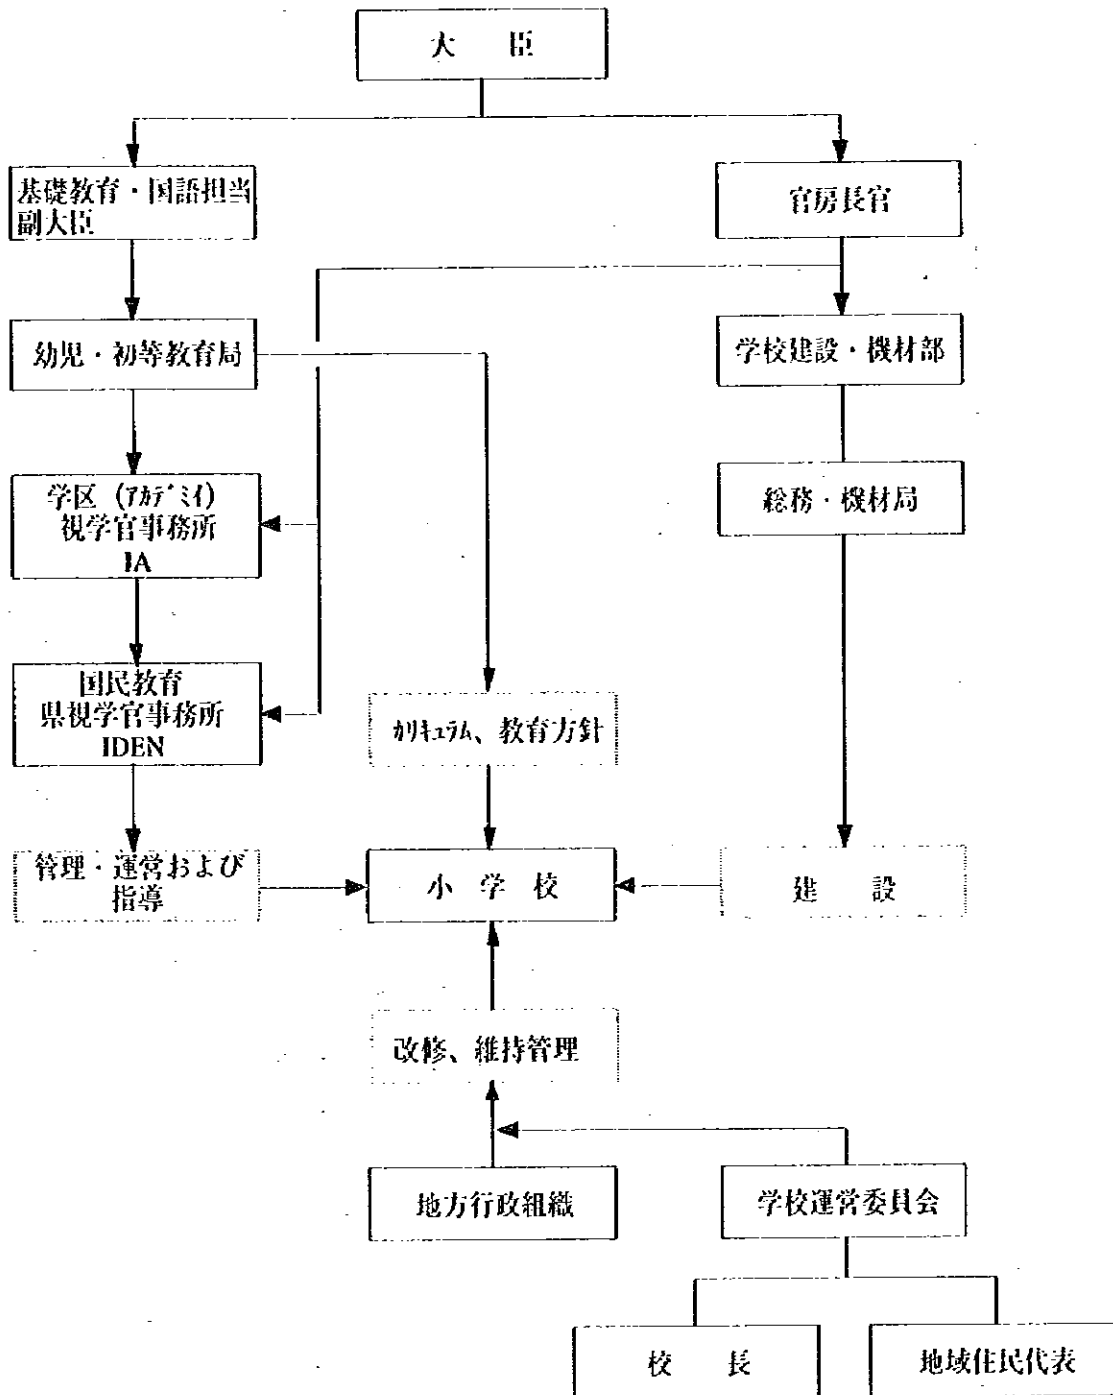 大 臣
基礎教育・国語担当
副大臣
官房長官
幼児・初等教育局
学校建設・機材部
学区 (ｱｶﾃﾞﾐｲ)
視学官事務所
IA
総務・機材局
国民教育
県視学官事務所
IDEN
ｶﾘｷｭﾗﾑ、教育方針
管理・運営および
指導
小 学 校
建 設
改修、維持管理
地方行政組織
学校運営委員会
校 長
地域住民代表